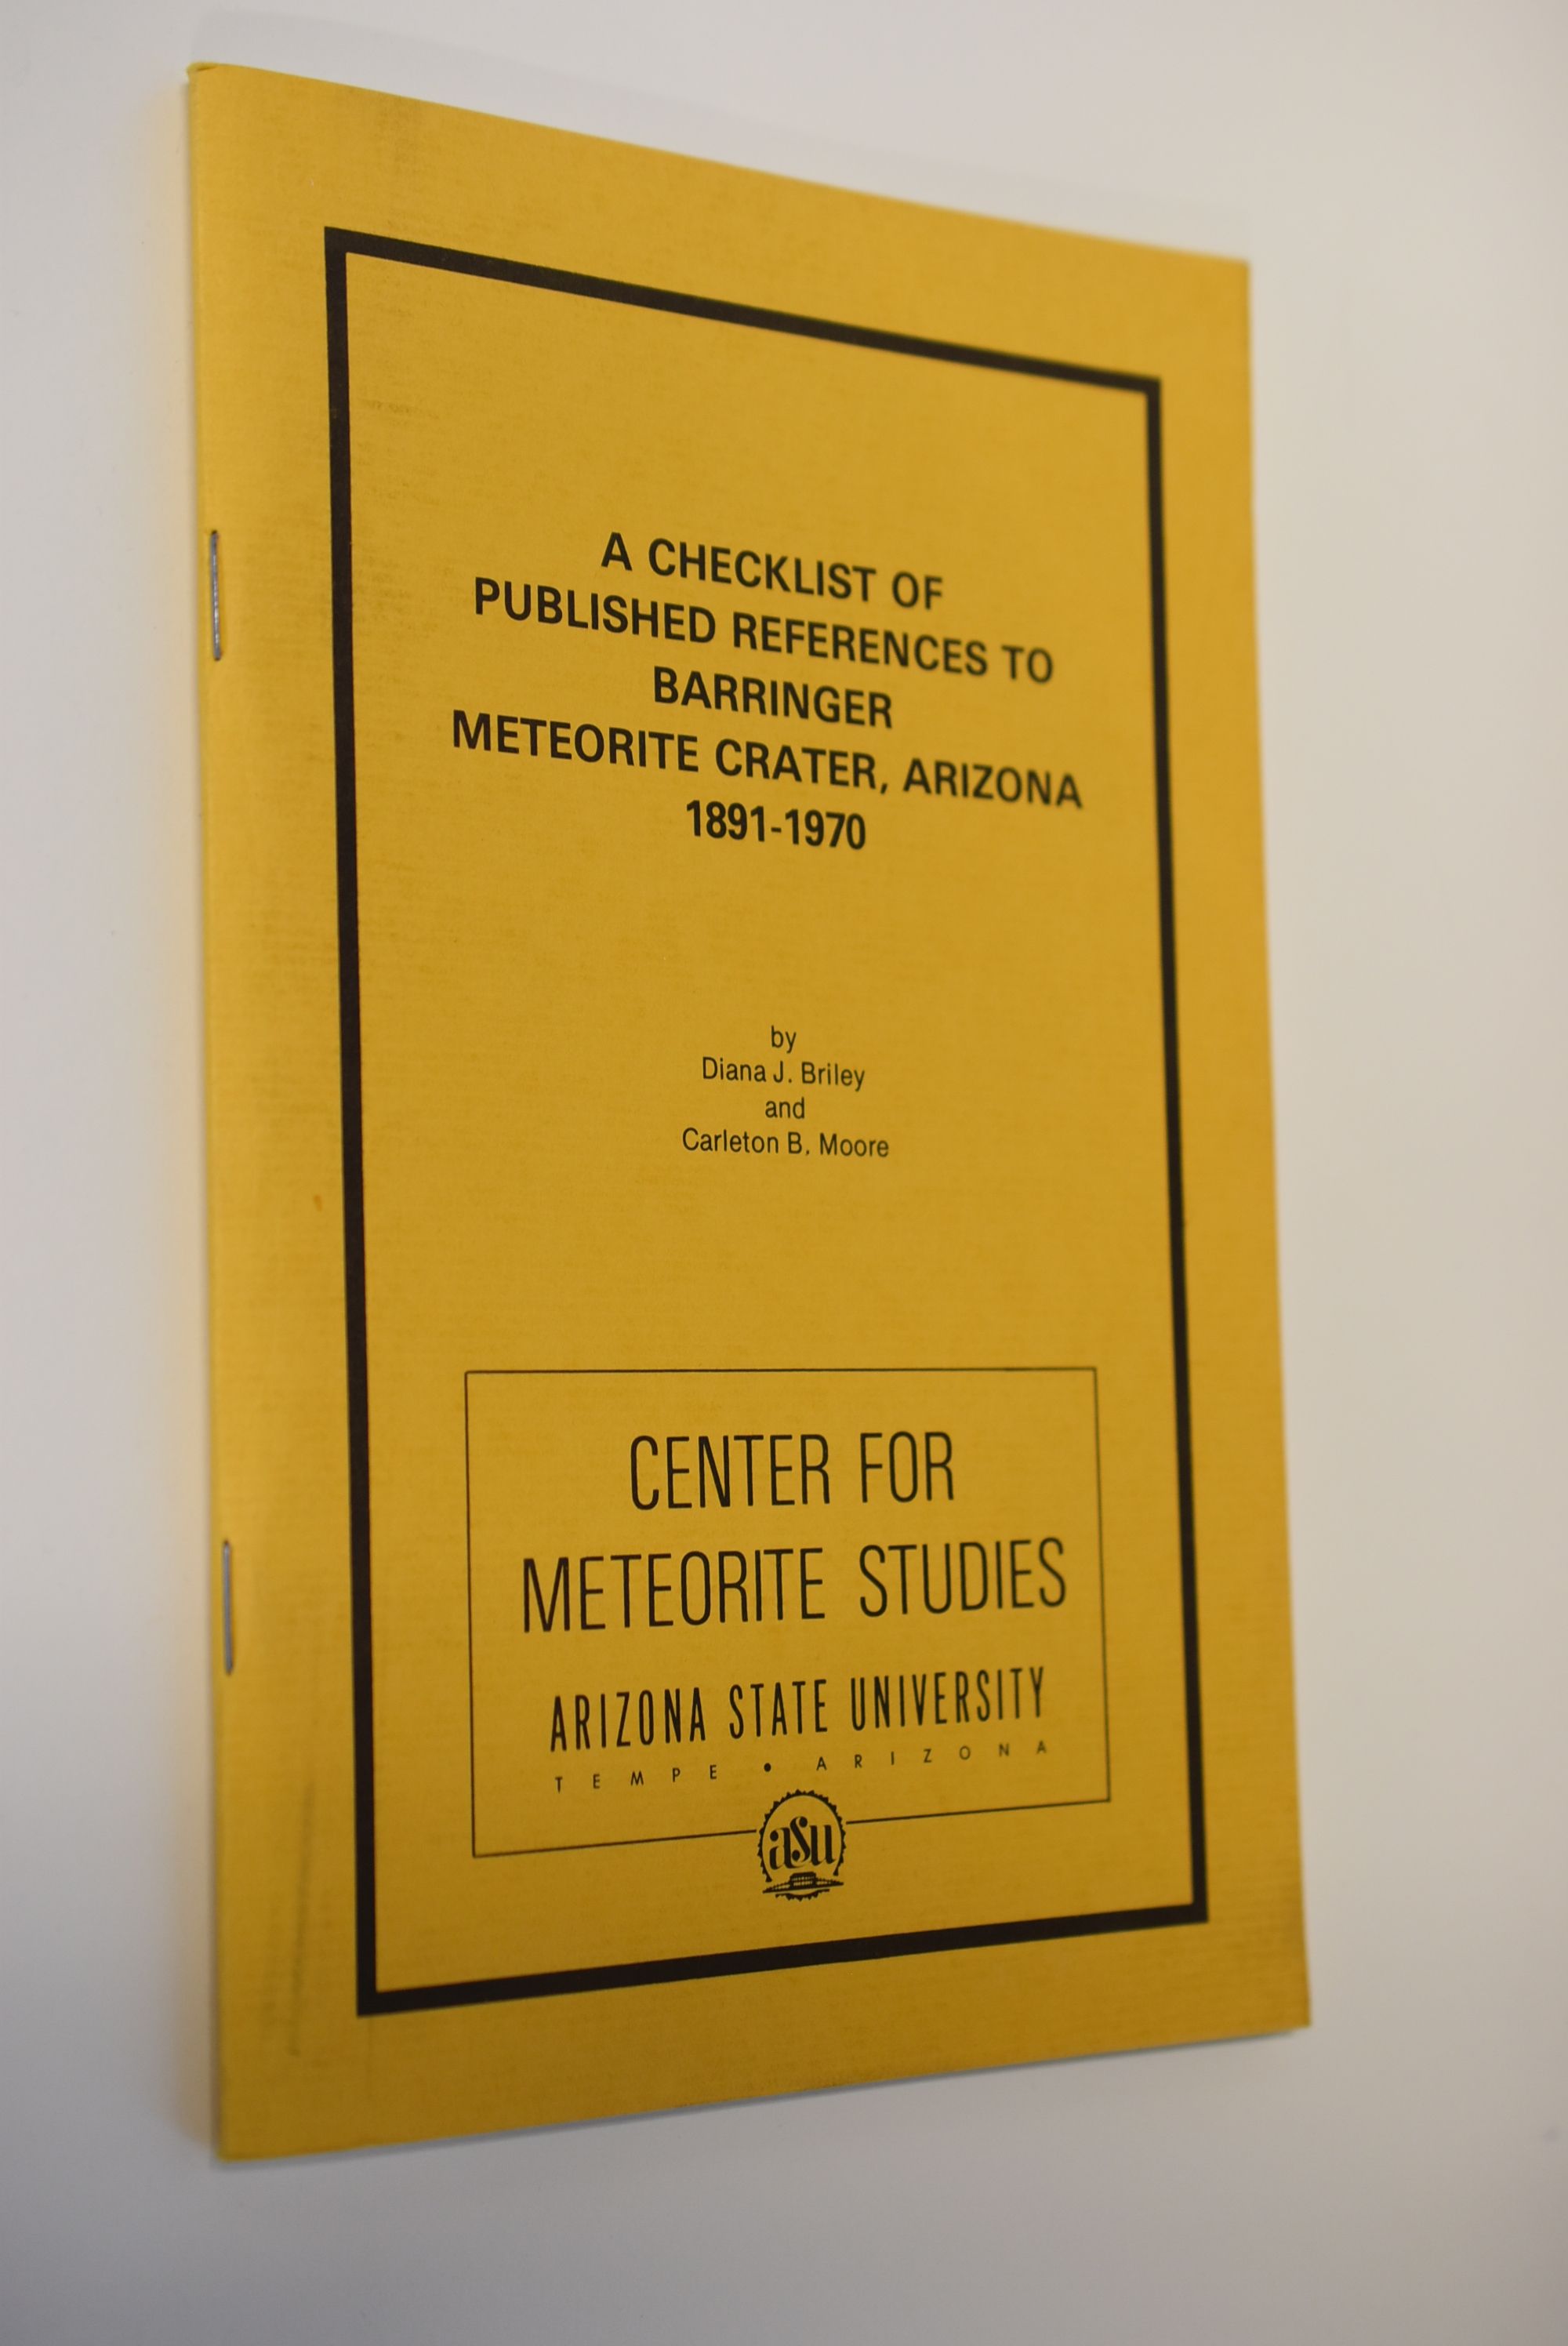 A CHECKLIST OF
PUBLISHED REFERENCES TO
BARRINGER
METEORITE CRATER, ARIZONA
1891-1970
by
Diana J. Briley
and
Carleton B. Moore
CENTER FOR
METEORITE STUDIES
ARIZONA STATE UNIVERSITY
TEMPE • ARIZONA
asu